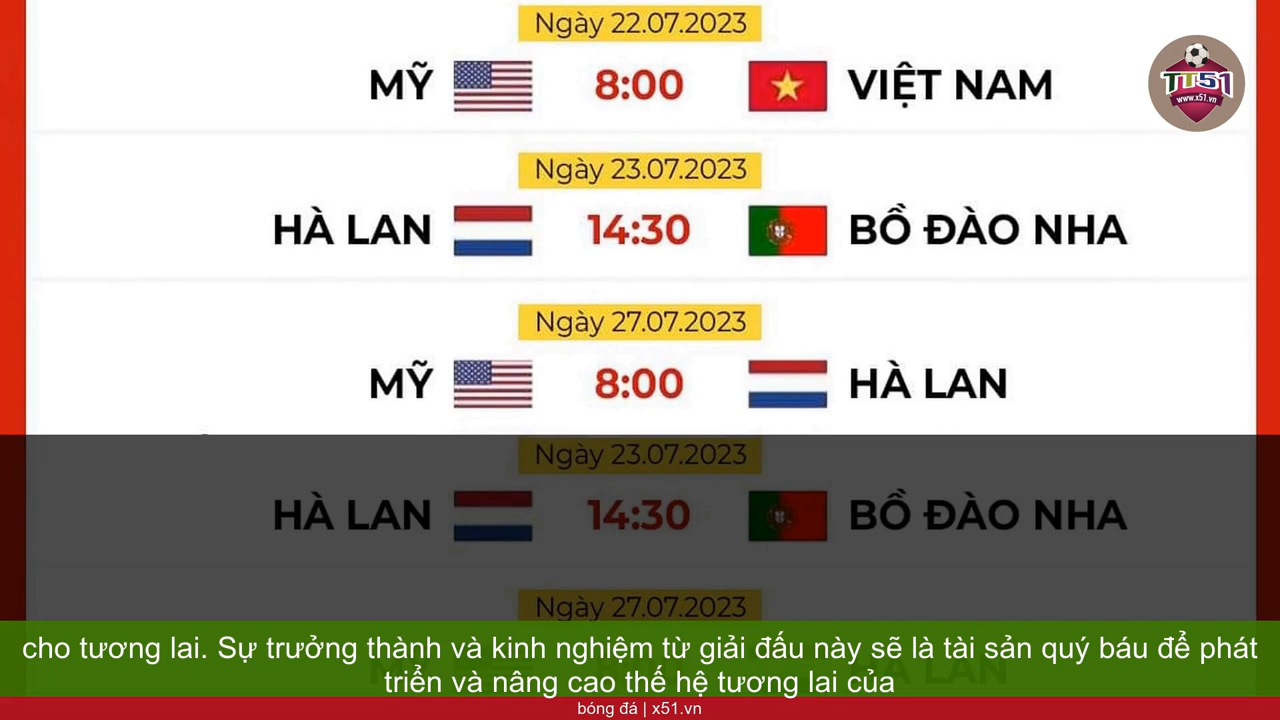 Ngày 22.07.2023
MỸ 8:00 VIỆT NAM
TT51
www.x51.vn
Ngày 23.07.2023
HÀ LAN 14:30 BỒ ĐÀO NHA
Ngày 27.07.2023
MỸ 8:00 HÀ LAN
Ngày 23.07.2023
HÀ LAN 14:30 BỒ ĐÀO NHA
Ngày 27.07.2023
cho tương lai. Sự trưởng thành và kinh nghiệm từ giải đấu này sẽ là tài sản quý báu để phát
triển và nâng cao thế hệ tương lai của
bóng đá | x51.vn